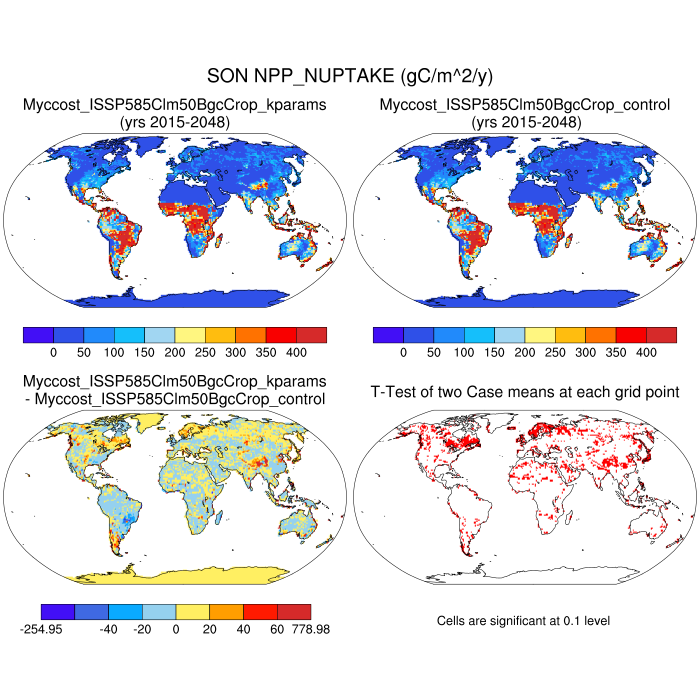 SON NPP_NUPTAKE (gC/m^2/y)
Myccost_ISSP585Clm50BgcCrop_kparams
(yrs 2015-2048)
Myccost_ISSP585Clm50BgcCrop_control
(yrs 2015-2048)
0 50 100 150 200 250 300 350 400
0 50 100 150 200 250 300 350 400
Myccost_ISSP585Clm50BgcCrop_kparams
- Myccost_ISSP585Clm50BgcCrop_control
T-Test of two Case means at each grid point
-254.95 -40 -20 0 20 40 60 778.98
Cells are significant at 0.1 level